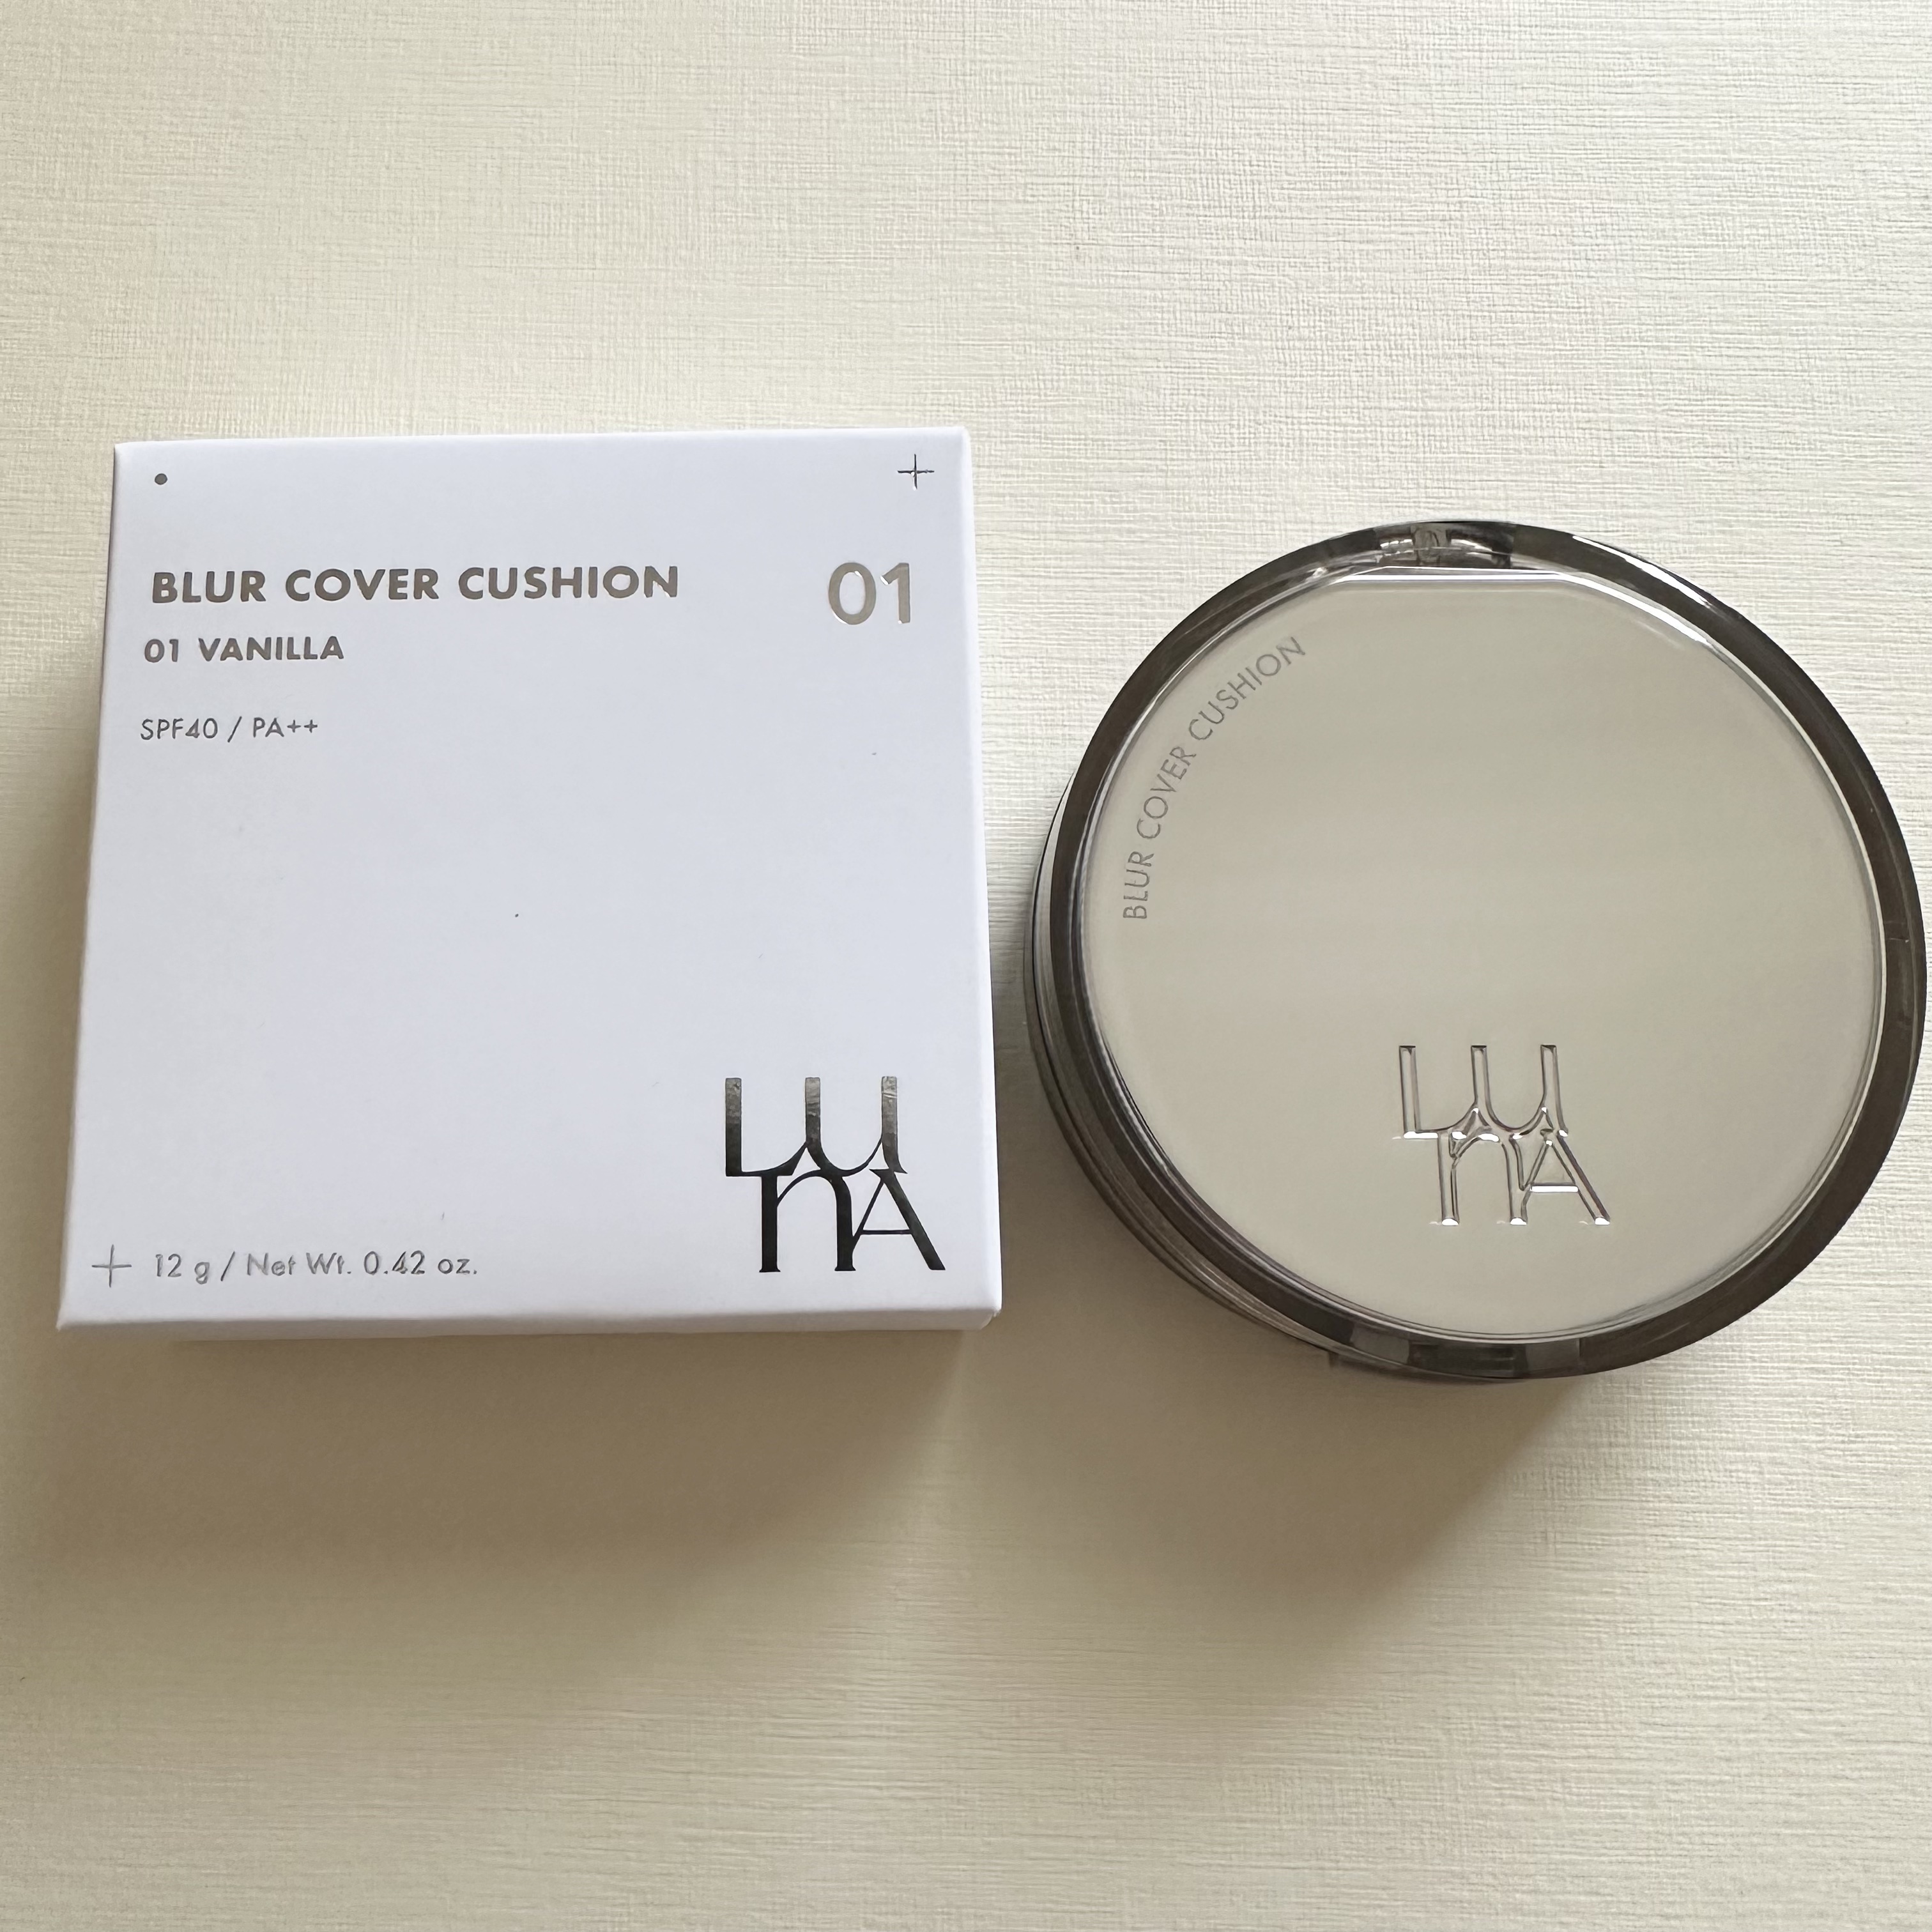 BLUR COVER CUSHION
01
01 VANILLA
SPF40 / PA++
LUnA
12 g / Net Wt. 0.42 oz.
BLUR COVER CUSHION
LUnA